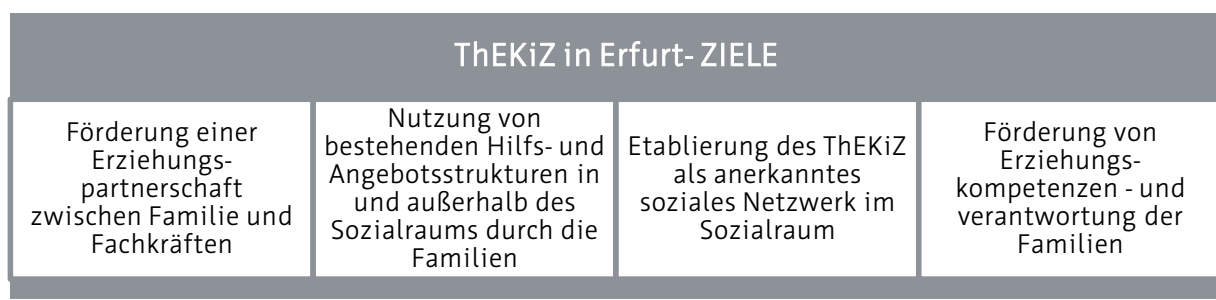 ThEKiZ in Erfurt- ZIELE
Förderung einer
Erziehungs-
partnerschaft
zwischen Familie und
Fachkräften
Nutzung von
bestehenden Hilfs- und
Angebotsstrukturen in
und außerhalb des
Sozialraums durch die
Familien
Etablierung des ThEKiZ
als anerkanntes
soziales Netzwerk im
Sozialraum
Förderung von
Erziehungs-
kompetenzen - und
verantwortung der
Familien